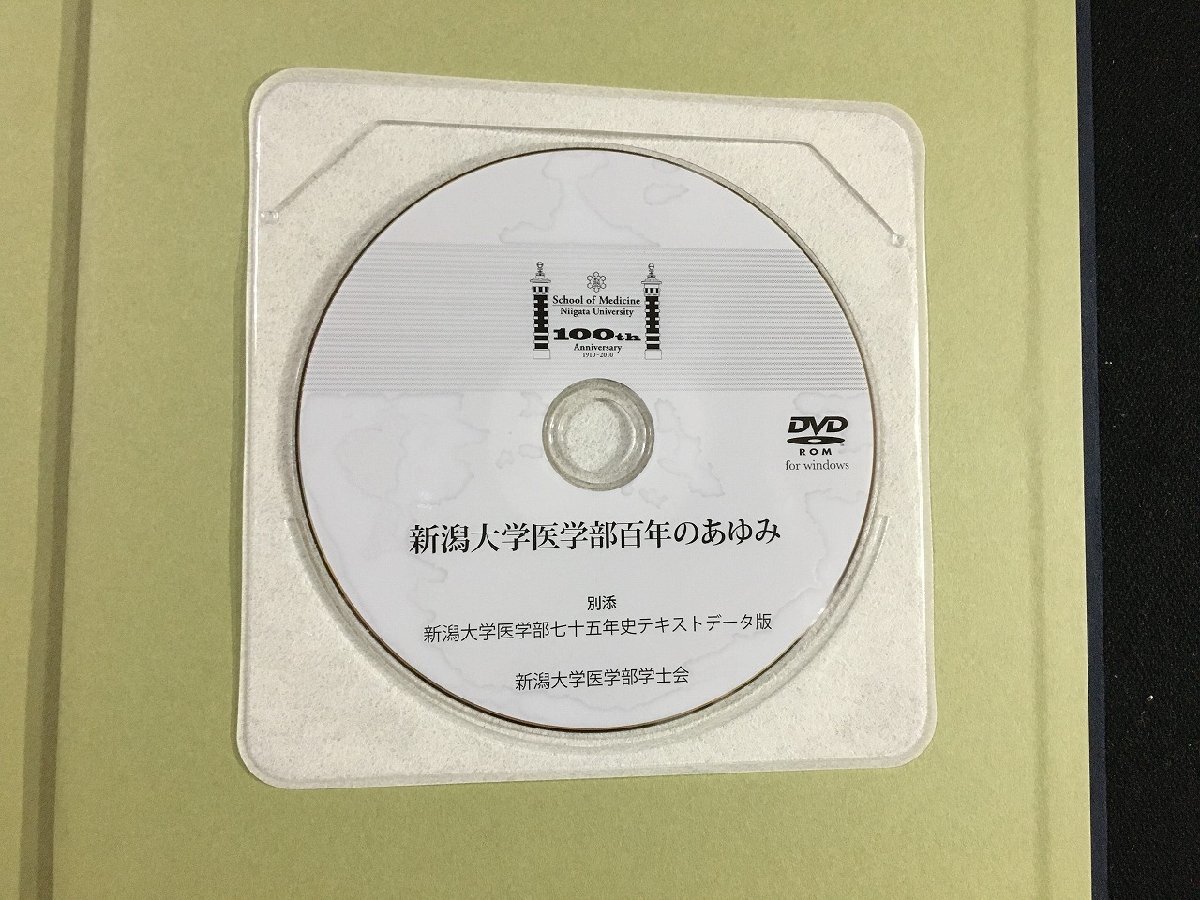 School of Medicine
Niigata University
100th
Anniversary
1910-2010
DVD
ROM
for windows
新潟大学医学部百年のあゆみ
別添
新潟大学医学部七十五年史テキストデータ版
新潟大学医学部学士会